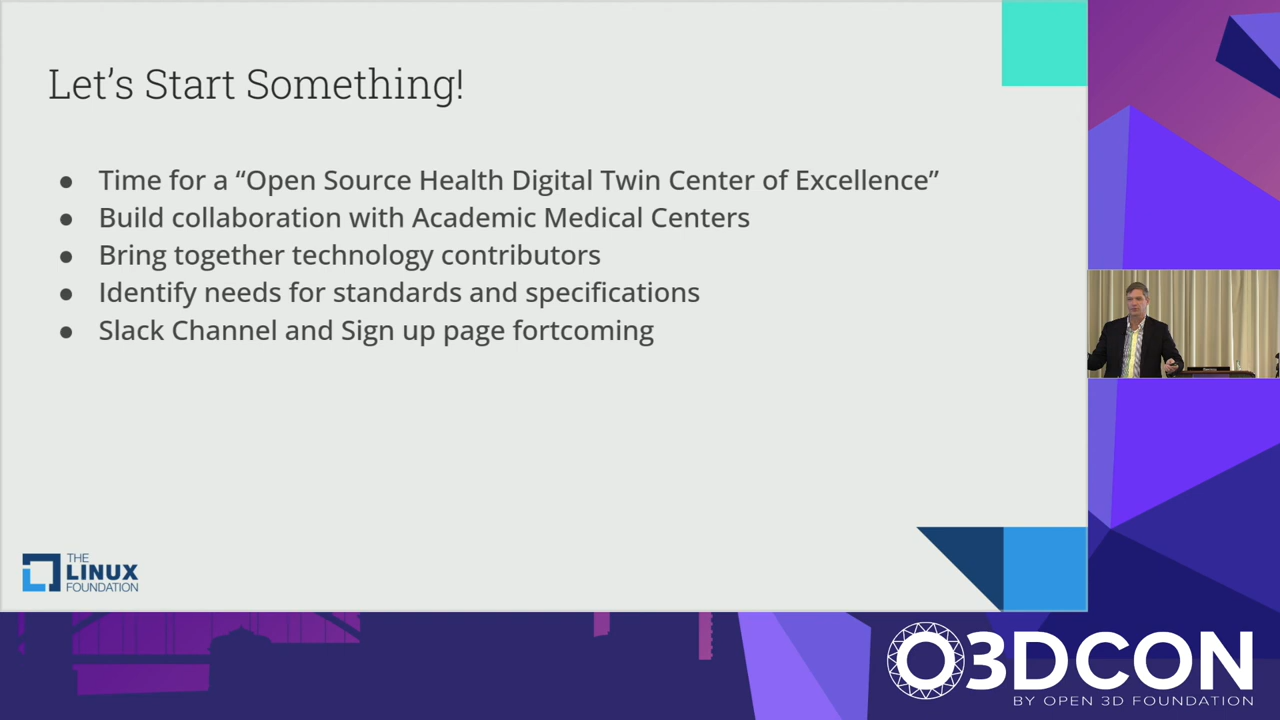 Let's Start Something!
● Time for a “Open Source Health Digital Twin Center of Excellence”
● Build collaboration with Academic Medical Centers
● Bring together technology contributors
● Identify needs for standards and specifications
● Slack Channel and Sign up page fortcoming
THE
LINUX
FOUNDATION
O3DCON
BY OPEN 3D FOUNDATION